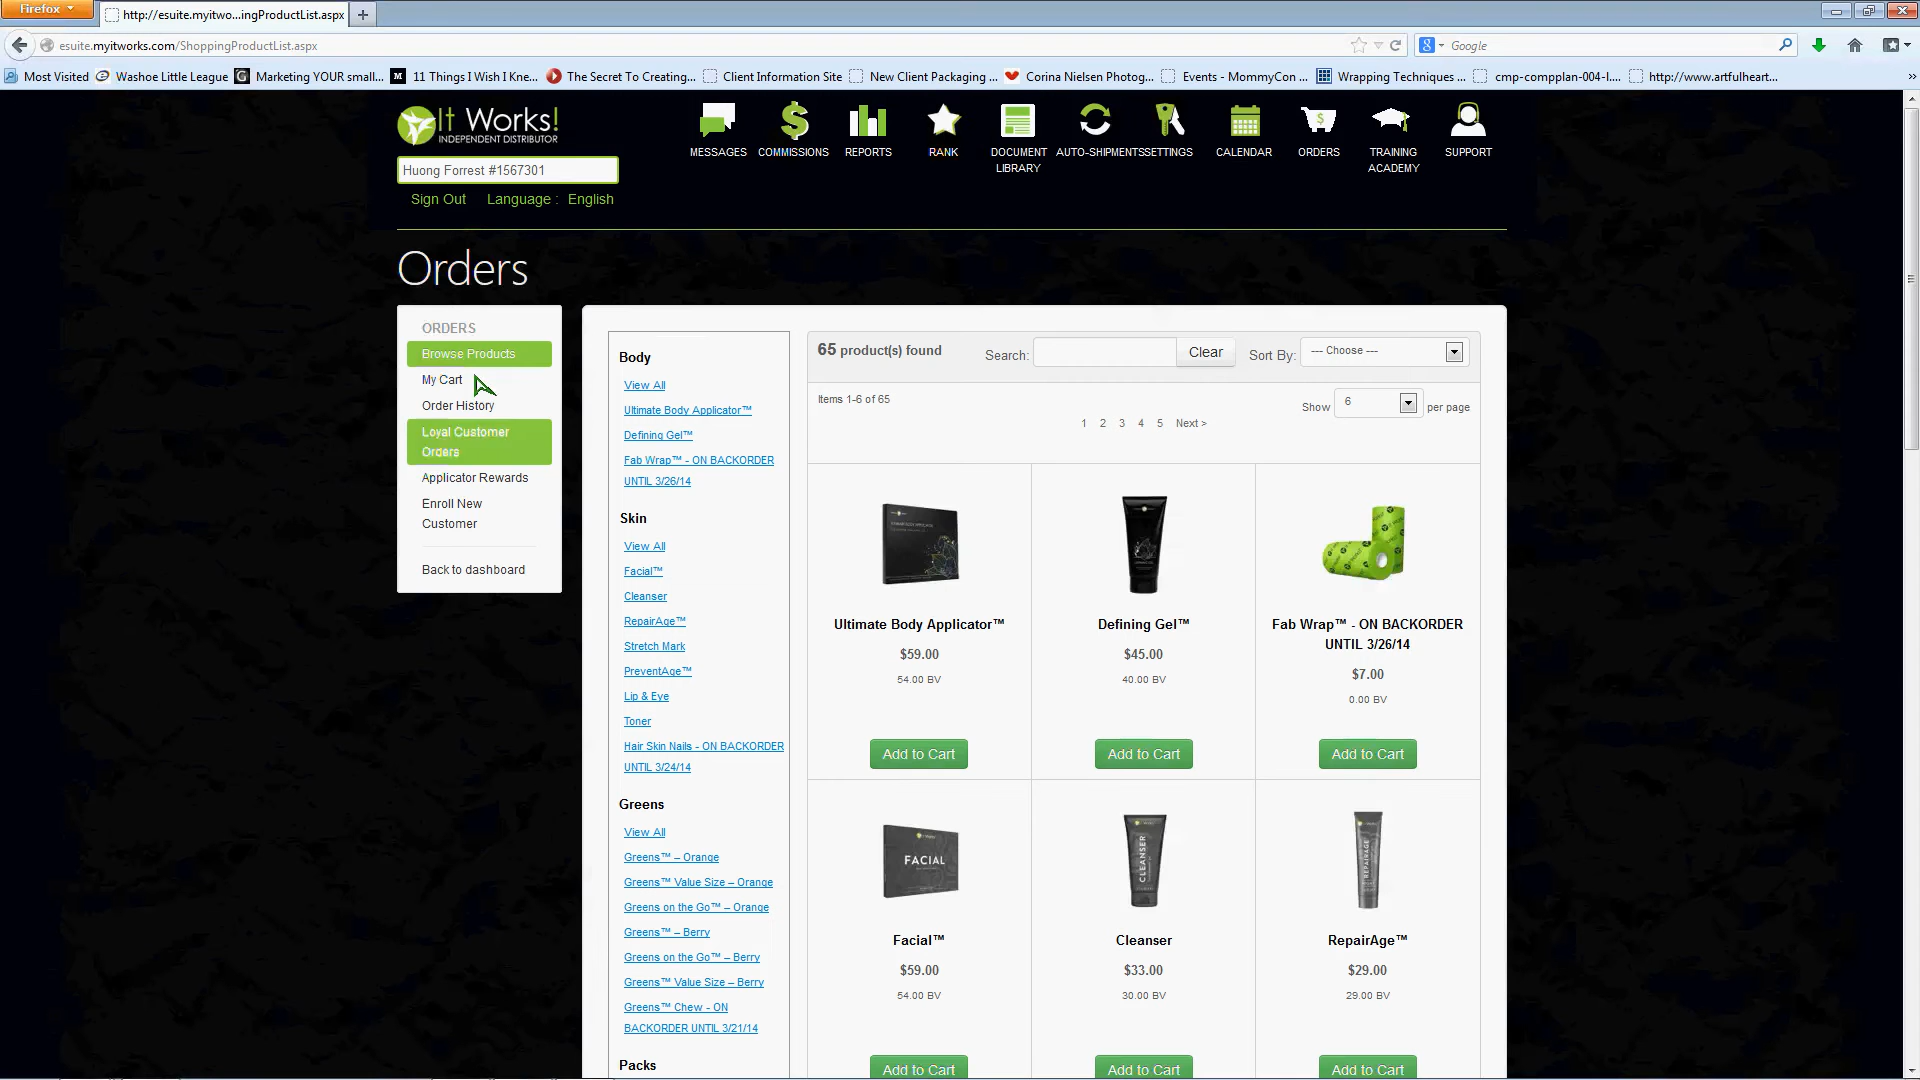 Firefox
http://esuite.myitwo...ingProductList.aspx
esuite.myitworks.com/ShoppingProductList.aspx
Google
Most Visited
Washoe Little League
Marketing YOUR small...
11 Things I Wish I Kne...
The Secret To Creating...
Client Information Site
New Client Packaging ...
Corina Nielsen Photog...
Events - MommyCon ...
Wrapping Techniques ...
cmp-compplan-004-I....
http://www.artfulheart...
It Works!
INDEPENDENT DISTRIBUTOR
Huong Forrest #1567301
Sign Out Language : English
MESSAGES
COMMISSIONS
REPORTS
RANK
DOCUMENT
LIBRARY
AUTO-SHIPMENTS
SETTINGS
CALENDAR
ORDERS
TRAINING
ACADEMY
SUPPORT
Orders
ORDERS
Browse Products
My Cart
Order History
Loyal Customer
Orders
Applicator Rewards
Enroll New
Customer
Back to dashboard
Body
View All
Ultimate Body Applicator™
Defining Gel™
Fab Wrap™ - ON BACKORDER
UNTIL 3/26/14
Skin
View All
Facial™
Cleanser
RepairAge™
Stretch Mark
PreventAge™
Lip & Eye
Toner
Hair Skin Nails - ON BACKORDER
UNTIL 3/24/14
Greens
View All
Greens™ – Orange
Greens™ Value Size – Orange
Greens on the Go™ – Orange
Greens™ – Berry
Greens on the Go™ – Berry
Greens™ Value Size – Berry
Greens™ Chew - ON
BACKORDER UNTIL 3/21/14
Packs
65 product(s) found
Search:
Clear
Sort By:
--- Choose ---
Items 1-6 of 65
Show 6 per page
1 2 3 4 5 Next >
Ultimate Body Applicator™
$59.00
54.00 BV
Add to Cart
Defining Gel™
$45.00
40.00 BV
Add to Cart
Fab Wrap™ - ON BACKORDER
UNTIL 3/26/14
$7.00
0.00 BV
Add to Cart
FACIAL
Facial™
$59.00
54.00 BV
Add to Cart
CLEANSER
Cleanser
$33.00
30.00 BV
Add to Cart
REPAIRAGE
RepairAge™
$29.00
29.00 BV
Add to Cart